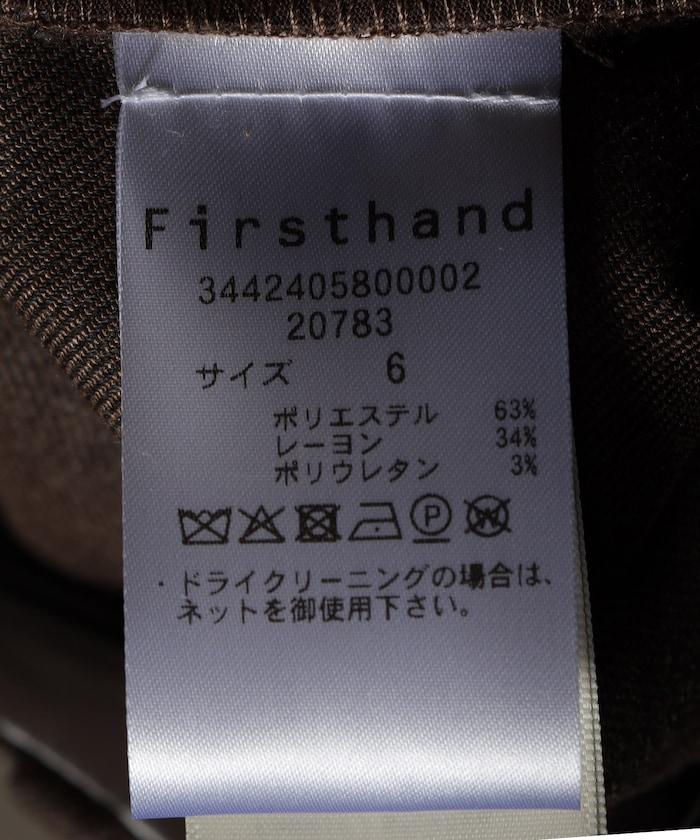 Firsthand
3442405800002
20783
サイズ 6
ポリエステル 63%
レーヨン 34%
ポリウレタン 3%
P W
・ドライクリーニングの場合は、
ネットを御使用下さい。